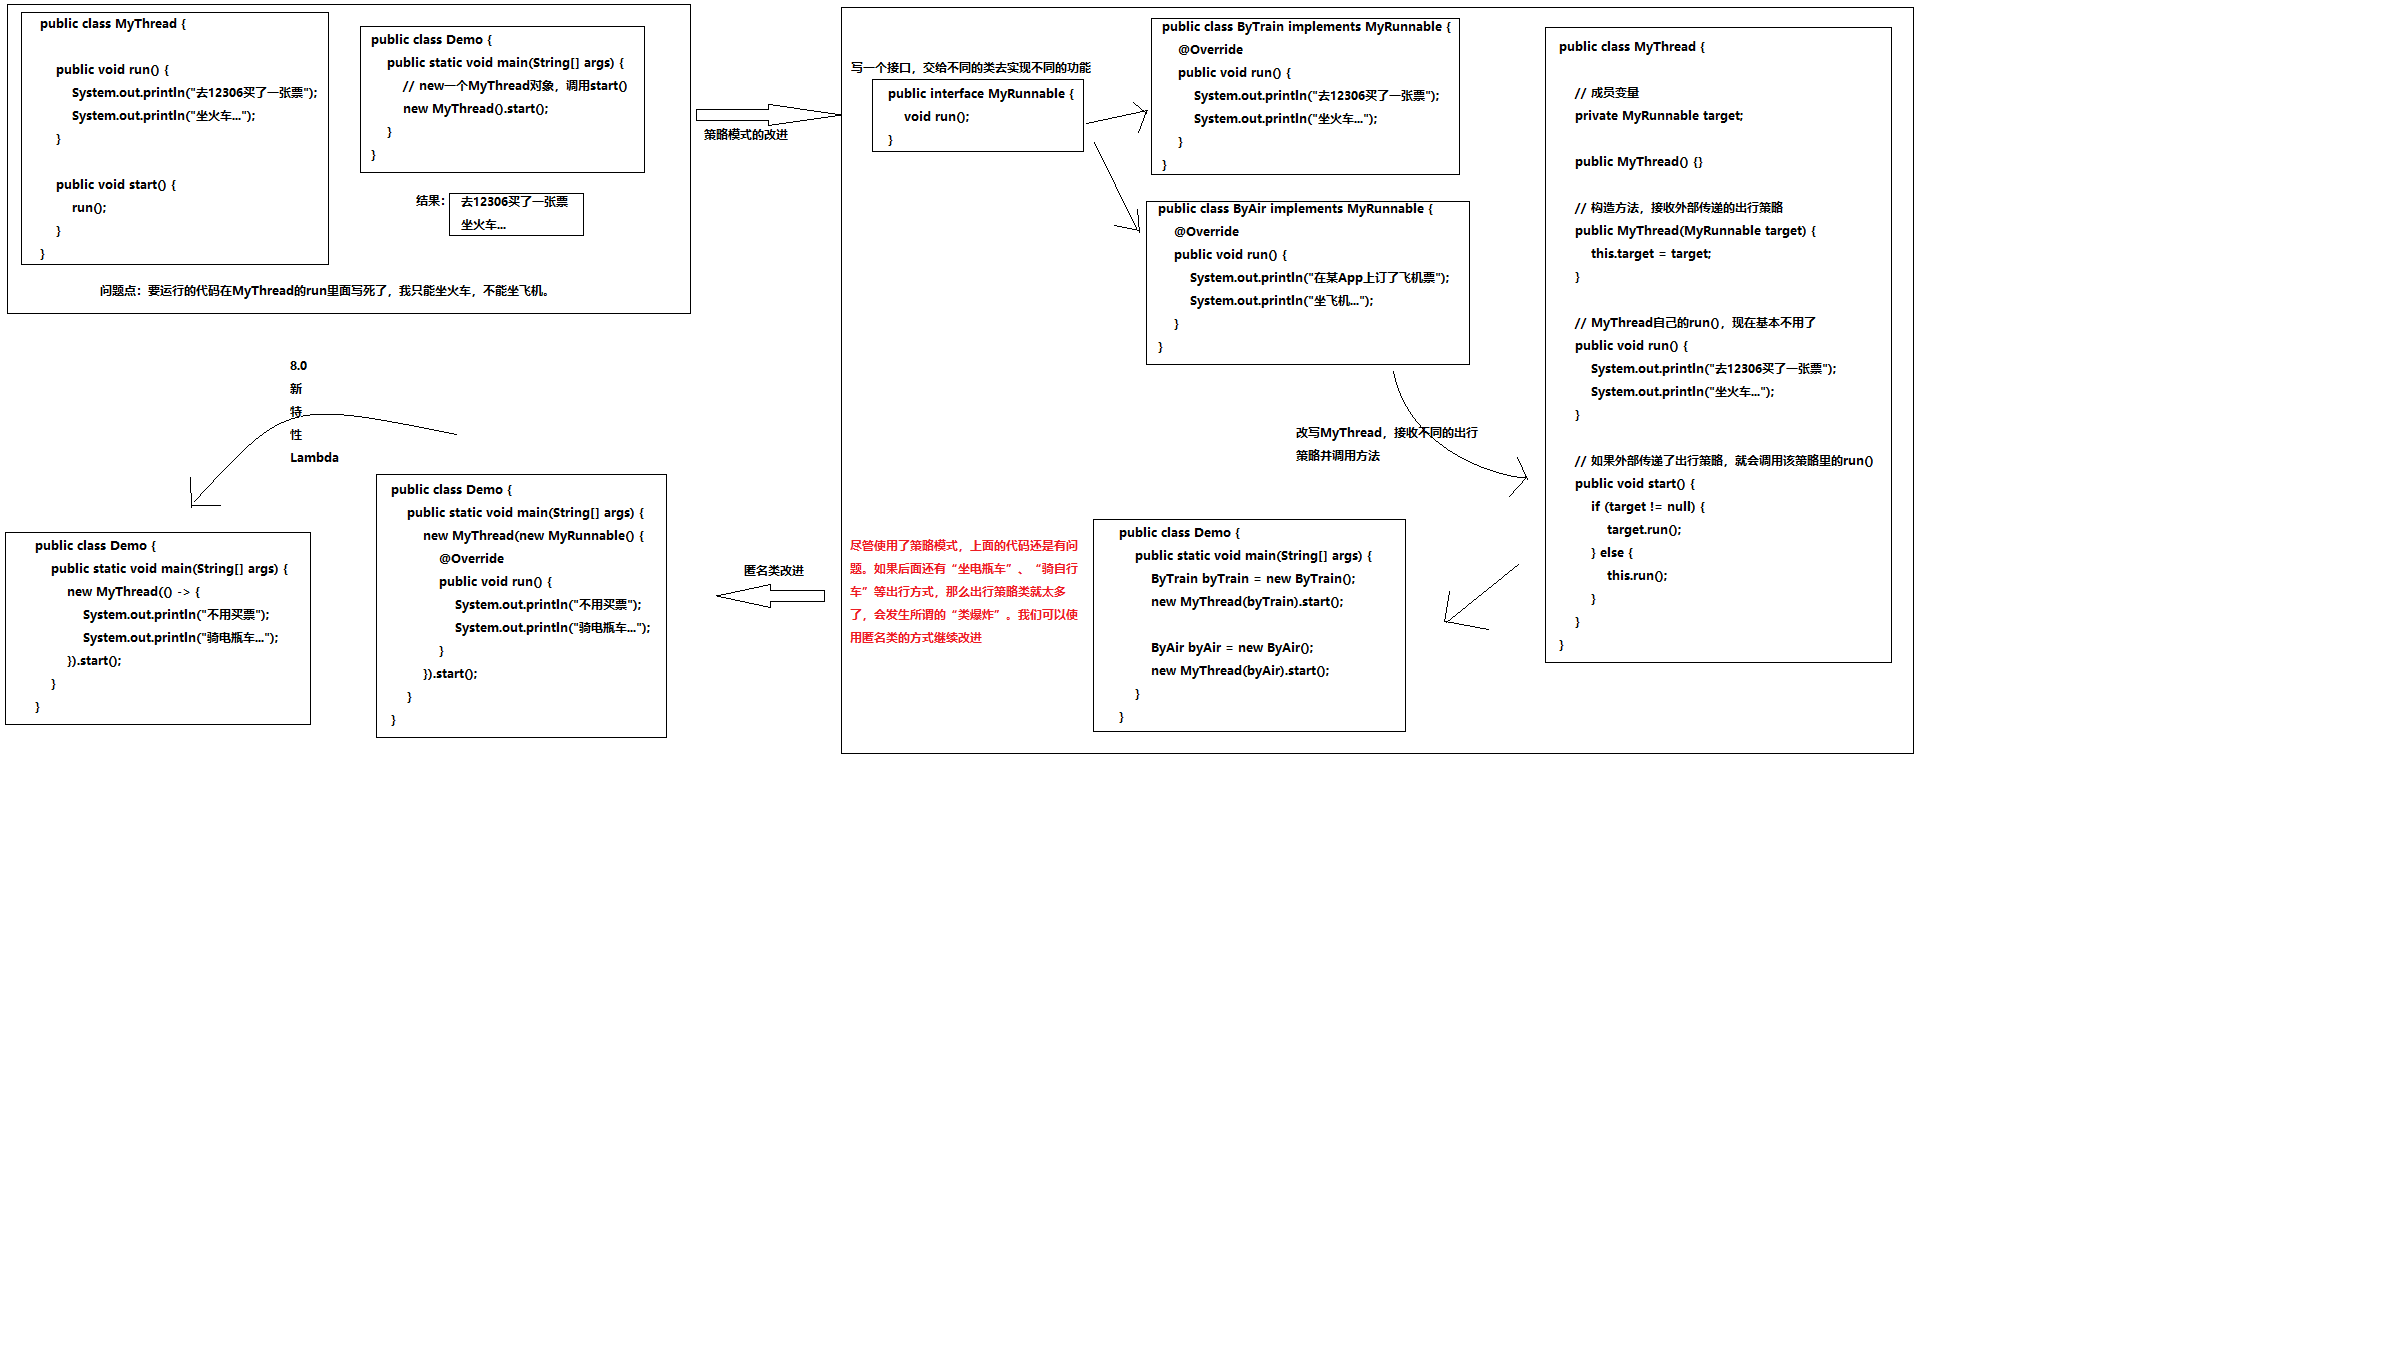 public class MyThread {
public void run() {
System.out.println("去12306买了一张票");
System.out.println("坐火车...");
}
public void start() {
run();
}
}
public class Demo {
public static void main(String[] args) {
// new一个MyThread对象，调用start()
new MyThread().start();
}
}
结果：
去12306买了一张票
坐火车...
问题点：要运行的代码在MyThread的run里面写死了，我只能坐火车，不能坐飞机。
策略模式的改进
写一个接口，交给不同的类去实现不同的功能
public interface MyRunnable {
void run();
}
public class ByTrain implements MyRunnable {
@Override
public void run() {
System.out.println("去12306买了一张票");
System.out.println("坐火车...");
}
}
public class ByAir implements MyRunnable {
@Override
public void run() {
System.out.println("在某App上订了飞机票");
System.out.println("坐飞机...");
}
}
改写MyThread，接收不同的出行
策略并调用方法
public class MyThread {
// 成员变量
private MyRunnable target;
public MyThread() {}
// 构造方法，接收外部传递的出行策略
public MyThread(MyRunnable target) {
this.target = target;
}
// MyThread自己的run()，现在基本不用了
public void run() {
System.out.println("去12306买了一张票");
System.out.println("坐火车...");
}
// 如果外部传递了出行策略，就会调用该策略里的run()
public void start() {
if (target != null) {
target.run();
} else {
this.run();
}
}
}
public class Demo {
public static void main(String[] args) {
ByTrain byTrain = new ByTrain();
new MyThread(byTrain).start();
ByAir byAir = new ByAir();
new MyThread(byAir).start();
}
}
尽管使用了策略模式，上面的代码还是有问
题。如果后面还有“坐电瓶车”、“骑自行
车”等出行方式，那么出行策略类就太多
了，会发生所谓的“类爆炸”。我们可以使
用匿名类的方式继续改进
匿名类改进
public class Demo {
public static void main(String[] args) {
new MyThread(new MyRunnable() {
@Override
public void run() {
System.out.println("不用买票");
System.out.println("骑电瓶车...");
}
}).start();
}
}
8.0
新
特
性
Lambda
public class Demo {
public static void main(String[] args) {
new MyThread(() -> {
System.out.println("不用买票");
System.out.println("骑电瓶车...");
}).start();
}
}